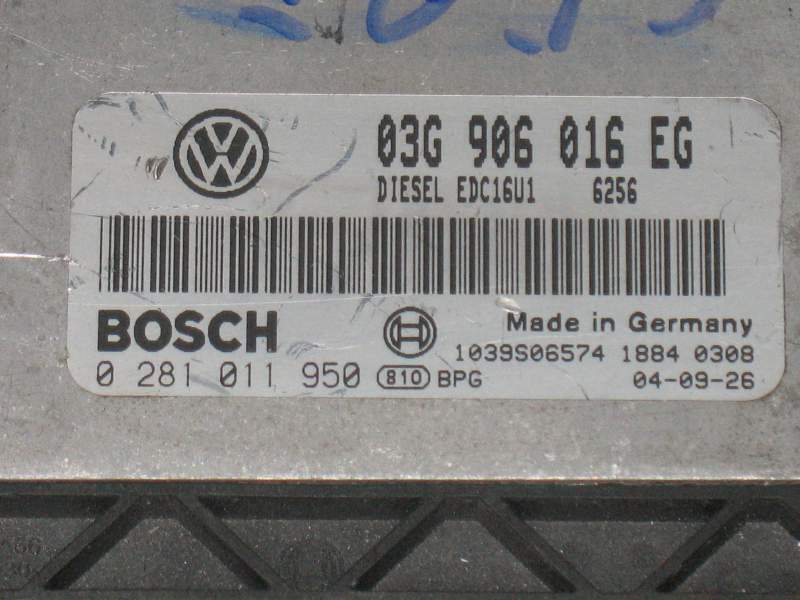 03G 906 016 EG
DIESEL EDC16U1 6256
BOSCH
Made in Germany
1039S06574 1884 0308
0 281 011 950 810 BPG 04-09-26